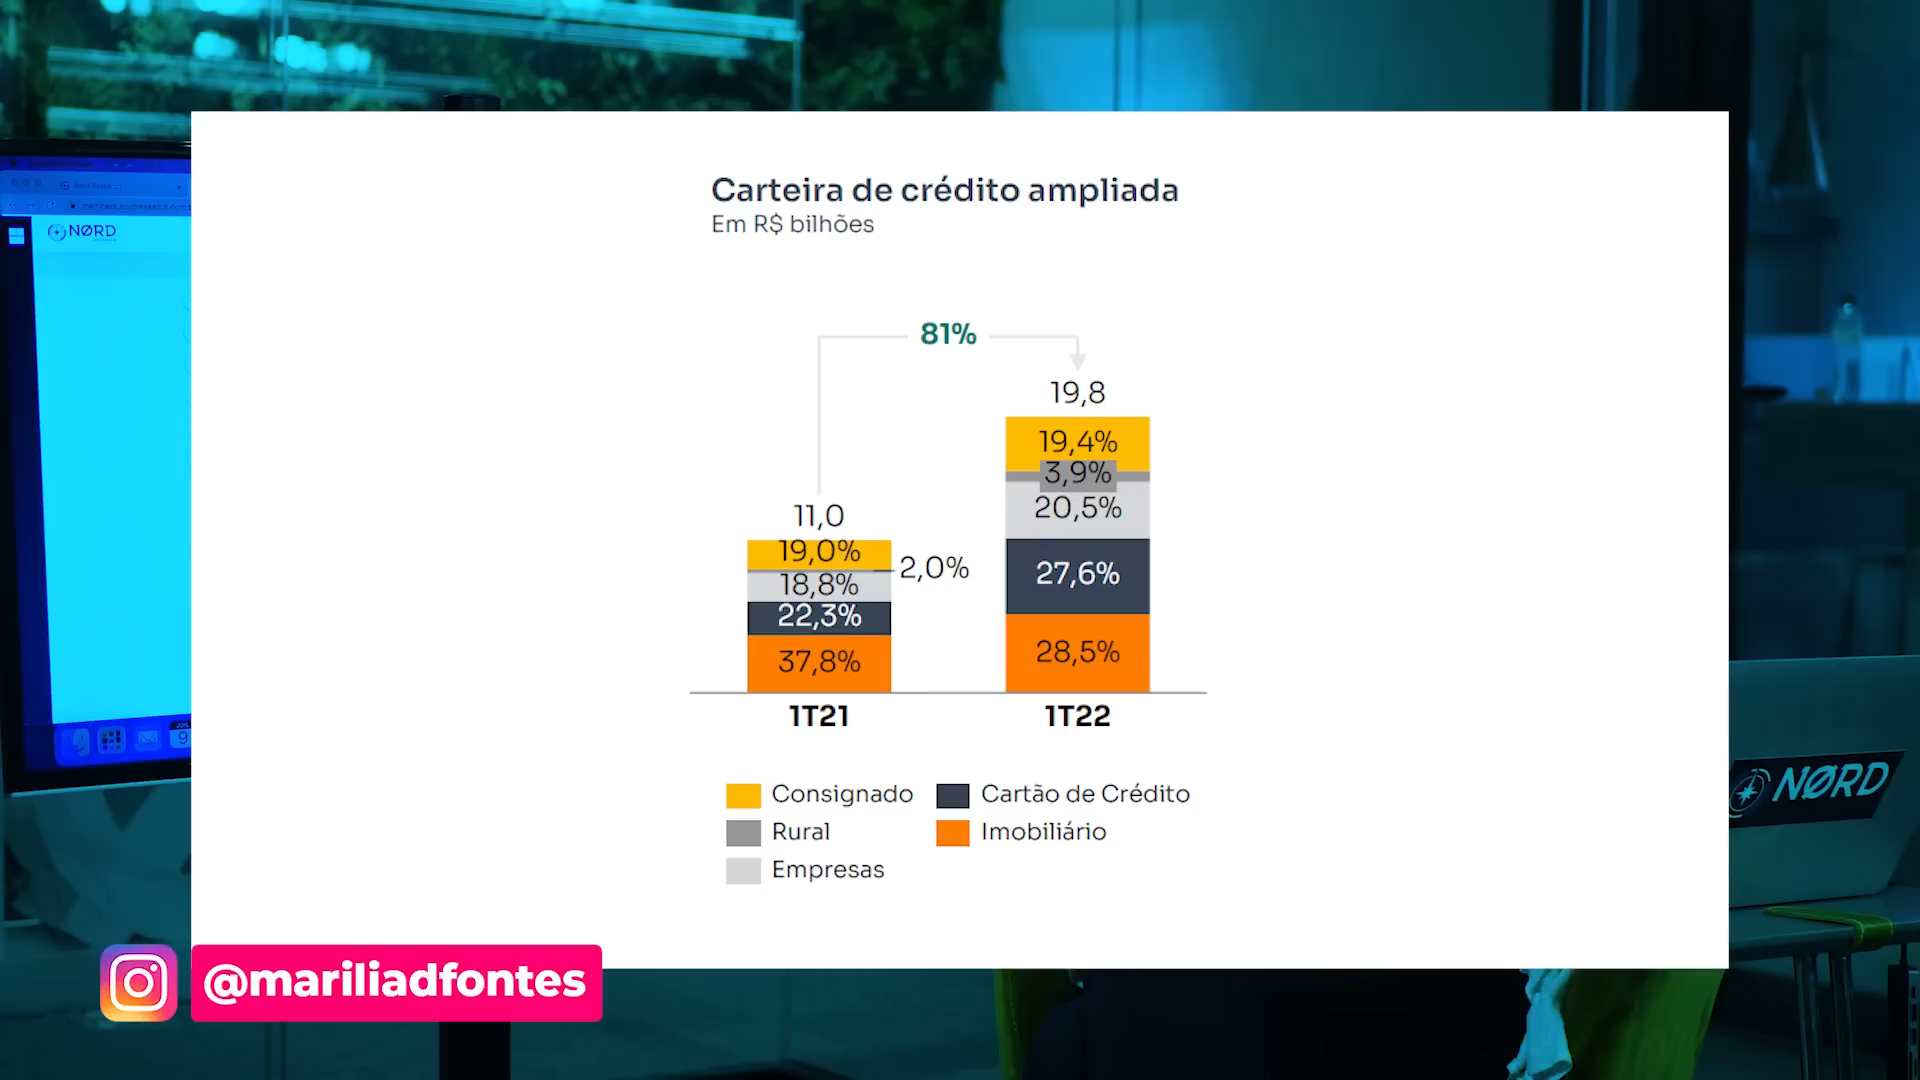 Carteira de crédito ampliada
Em R$ bilhões
81%
19,8
19,4%
3,9%
20,5%
27,6%
28,5%
11,0
19,0%
2,0%
18,8%
22,3%
37,8%
1T21
1T22
Consignado
Cartão de Crédito
Rural
Imobiliário
Empresas
NØRD
NØRD
@mariliadfontes